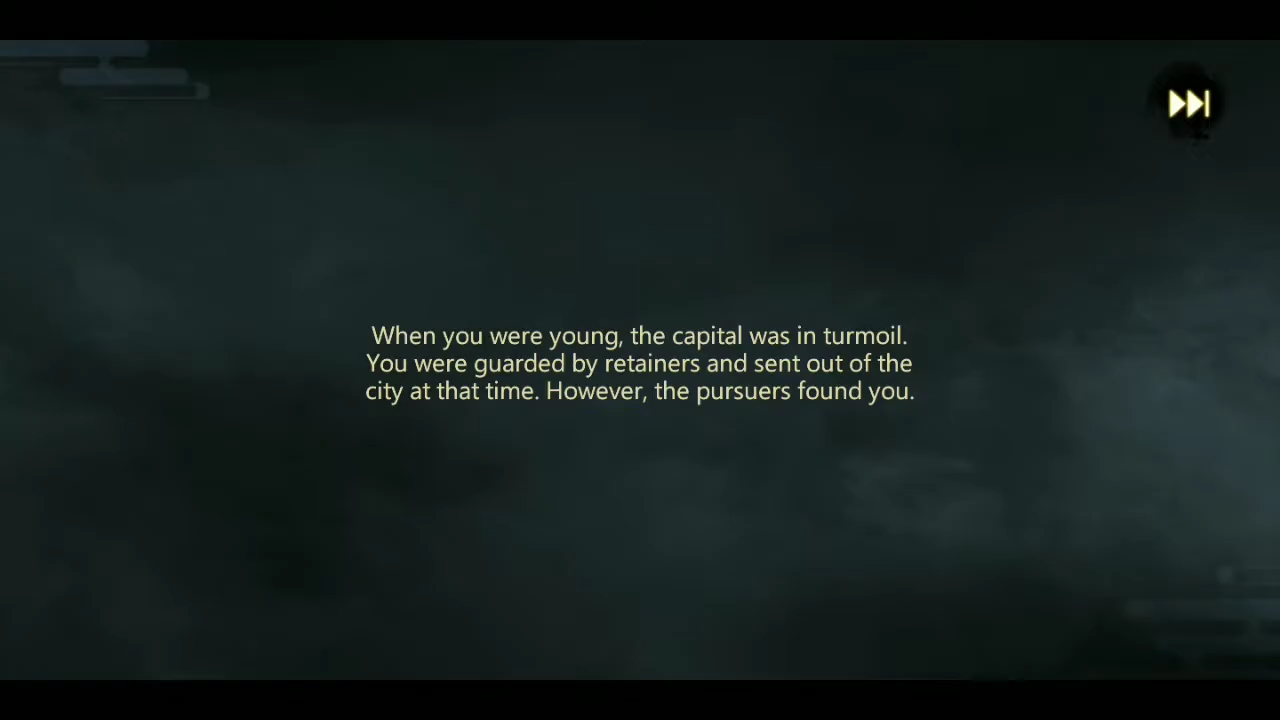 When you were young, the capital was in turmoil.
You were guarded by retainers and sent out of the
city at that time. However, the pursuers found you.